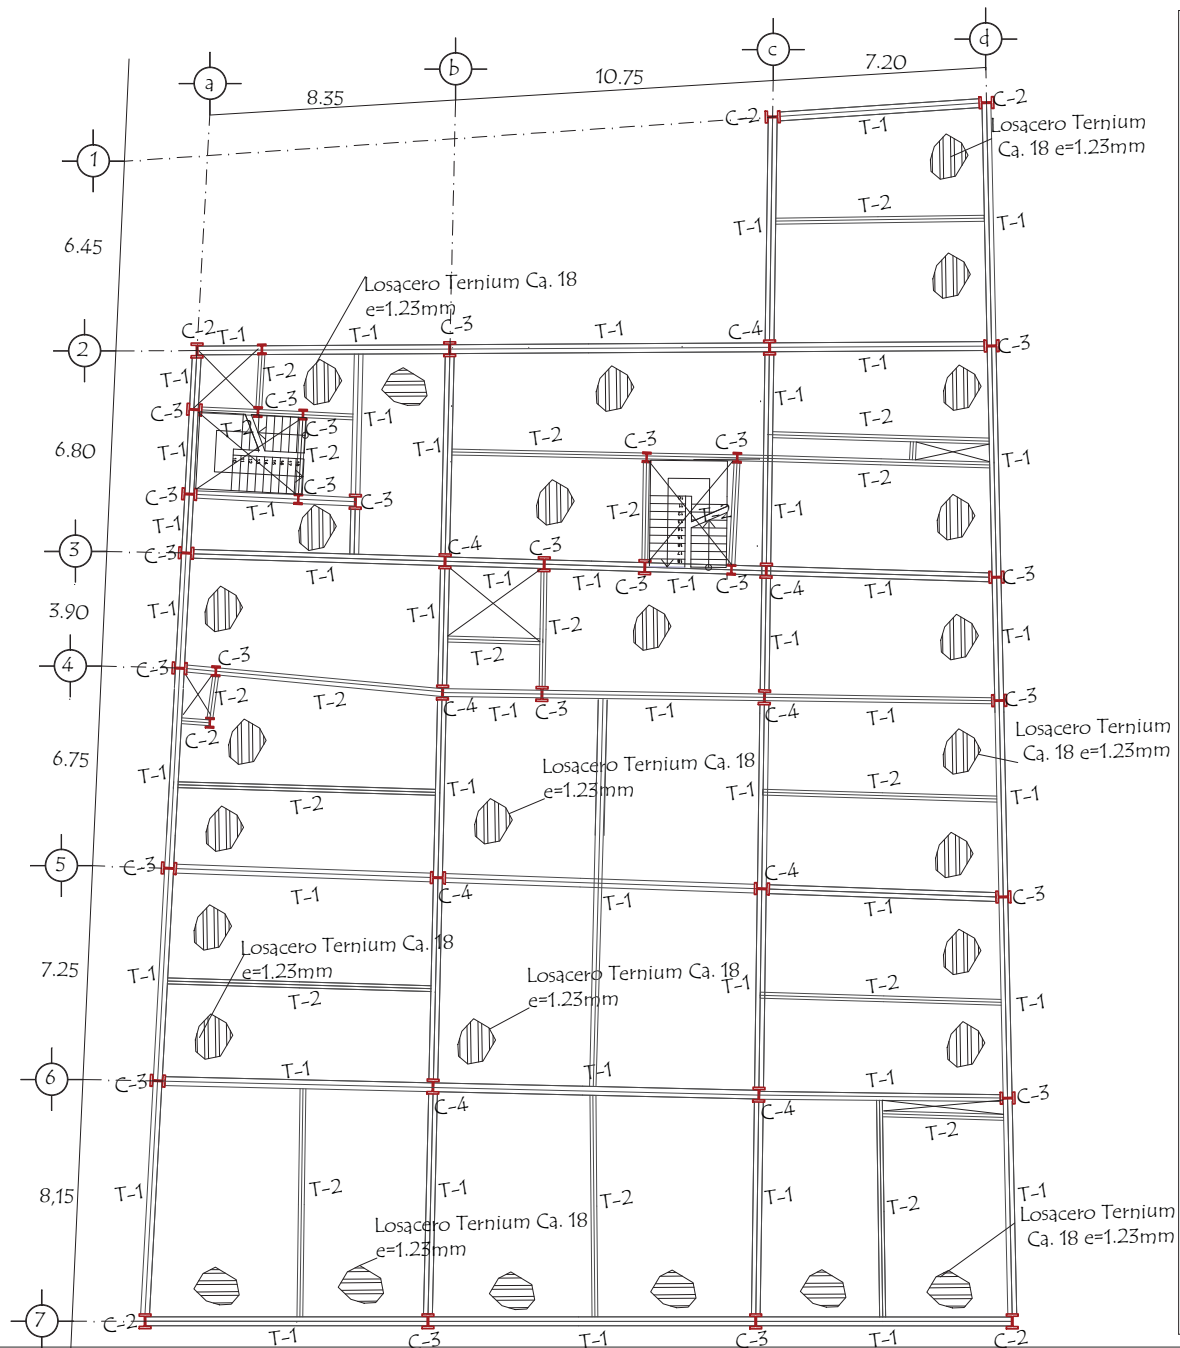 a
b
c
d
8.35
10.75
7.20
1
C-2
C-2
T-1
Losacero Ternium
Ca. 18 e=1.23mm
T-2
T-1
T-1
6.45
Losacero Ternium Ca. 18
e=1.23mm
2
C-2
T-1
T-1
C-3
T-1
C-4
C-3
T-1
T-1
T-2
C-3
C-3
T-1
T-1
T-2
C-3
T-2
T-1
T-2
C-3
C-3
T-2
T-1
6.80
T-1
T-2
T-2
C-3
C-3
C-3
T-1
T-2
T-2
T-1
T-1
3
C-3
C-4
C-3
T-1
T-1
T-1
C-3
T-1
C-3
C-4
T-1
C-3
3.90
T-1
T-1
T-2
T-1
T-1
T-2
4
C-3
C-3
T-2
T-2
C-4
T-1
C-3
T-1
C-4
T-1
C-3
C-2
Losacero Ternium
Ca. 18 e=1.23mm
6.75
T-1
Losacero Ternium Ca. 18
e=1.23mm
T-2
T-1
T-1
T-2
T-1
5
C-3
T-1
C-4
T-1
C-4
T-1
C-3
Losacero Ternium Ca. 18
e=1.23mm
7.25
T-1
T-2
Losacero Ternium Ca. 18
e=1.23mm
T-1
T-2
T-1
6
C-3
T-1
C-4
T-1
C-4
T-1
C-3
T-2
8,15
T-1
T-2
T-1
T-2
T-1
T-2
T-1
Losacero Ternium Ca. 18
e=1.23mm
Losacero Ternium
Ca. 18 e=1.23mm
7
C-2
T-1
C-3
T-1
C-3
T-1
C-2